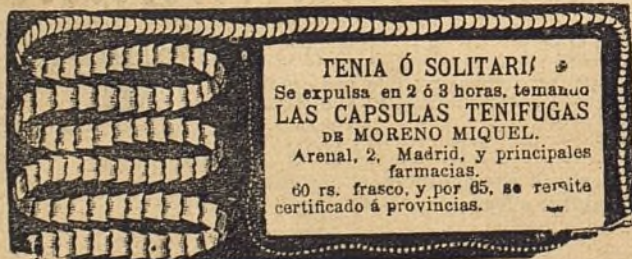 TENIA Ó SOLITARIA
Se expulsa en 2 ó 3 horas, tomando
LAS CAPSULAS TENIFUGAS
DE MORENO MIQUEL.
Arenal, 2, Madrid, y principales
farmacias.
60 rs. frasco, y por 65, se remite
certificado á provincias.